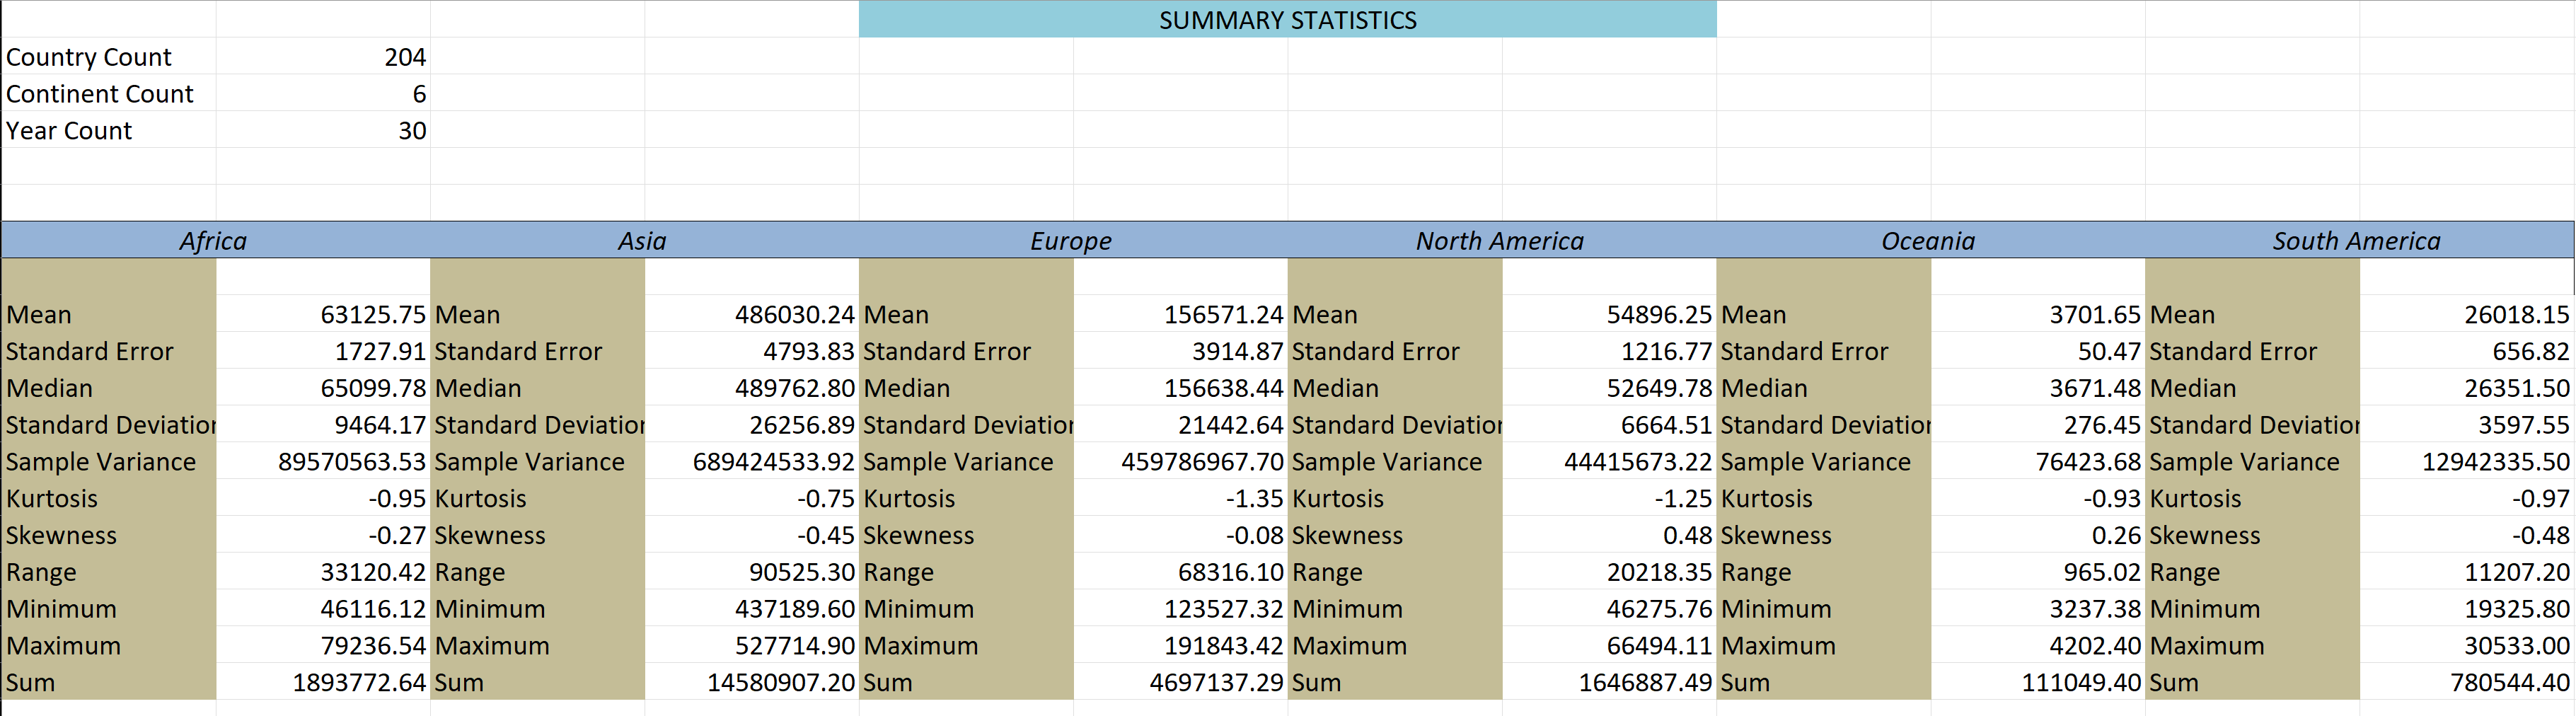 SUMMARY STATISTICS
Country Count 204
Continent Count 6
Year Count 30
Africa Asia Europe North America Oceania South America
Mean 63125.75 Mean 486030.24 Mean 156571.24 Mean 54896.25 Mean 3701.65 Mean 26018.15
Standard Error 1727.91 Standard Error 4793.83 Standard Error 3914.87 Standard Error 1216.77 Standard Error 50.47 Standard Error 656.82
Median 65099.78 Median 489762.80 Median 156638.44 Median 52649.78 Median 3671.48 Median 26351.50
Standard Deviation 9464.17 Standard Deviation 26256.89 Standard Deviation 21442.64 Standard Deviation 6664.51 Standard Deviation 276.45 Standard Deviation 3597.55
Sample Variance 89570563.53 Sample Variance 689424533.92 Sample Variance 459786967.70 Sample Variance 44415673.22 Sample Variance 76423.68 Sample Variance 12942335.50
Kurtosis -0.95 Kurtosis -0.75 Kurtosis -1.35 Kurtosis -1.25 Kurtosis -0.93 Kurtosis -0.97
Skewness -0.27 Skewness -0.45 Skewness -0.08 Skewness 0.48 Skewness 0.26 Skewness -0.48
Range 33120.42 Range 90525.30 Range 68316.10 Range 20218.35 Range 965.02 Range 11207.20
Minimum 46116.12 Minimum 437189.60 Minimum 123527.32 Minimum 46275.76 Minimum 3237.38 Minimum 19325.80
Maximum 79236.54 Maximum 527714.90 Maximum 191843.42 Maximum 66494.11 Maximum 4202.40 Maximum 30533.00
Sum 1893772.64 Sum 14580907.20 Sum 4697137.29 Sum 1646887.49 Sum 111049.40 Sum 780544.40